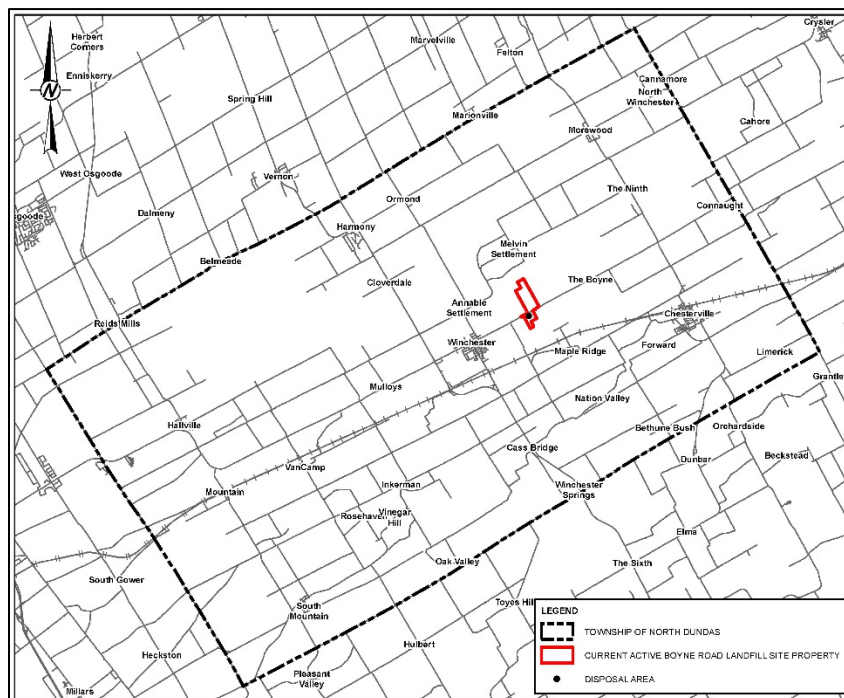 Herbert
Corners
Enniskerry
N
Marvelville
Felton
Crysler
Spring Hill
Cannamore
North
Winchester
Marionville
Morewood
Cahore
West Osgoode
Vernon
The Ninth
Dalmeny
Ormond
Connaught
sgoode
Harmony
Melvin
Settlement
Belmeade
Cloverdale
The Boyne
Annable
Settlement
Chesterville
Reids Mills
Winchester
Forward
Maple Ridge
Limerick
Mulloys
Grantley
Nation Valley
Hallville
Bethune Bush
Orchardside
Cass Bridge
Beckstead
VanCamp
Dunbar
Mountain
Inkerman
Winchester
Springs
Rosehaven
Vinegar
Hill
Elma
Oak Valley
The Sixth
South Gower
South
Mountain
Toyes Hill
Hulbert
Heckston
Pleasant
Valley
Millars
LEGEND
TOWNSHIP OF NORTH DUNDAS
CURRENT ACTIVE BOYNE ROAD LANDFILL SITE PROPERTY
DISPOSAL AREA